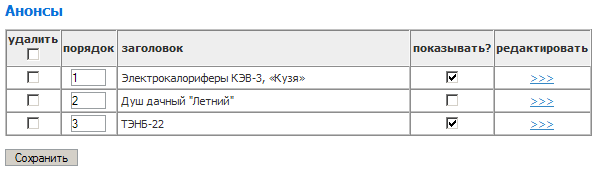 Анонсы
удалить порядок заголовок показывать? редактировать
1 Электрокалориферы КЭВ-3, «Кузя» >>>
2 Душ дачный "Летний" >>>
3 ТЭНБ-22 >>>
Сохранить